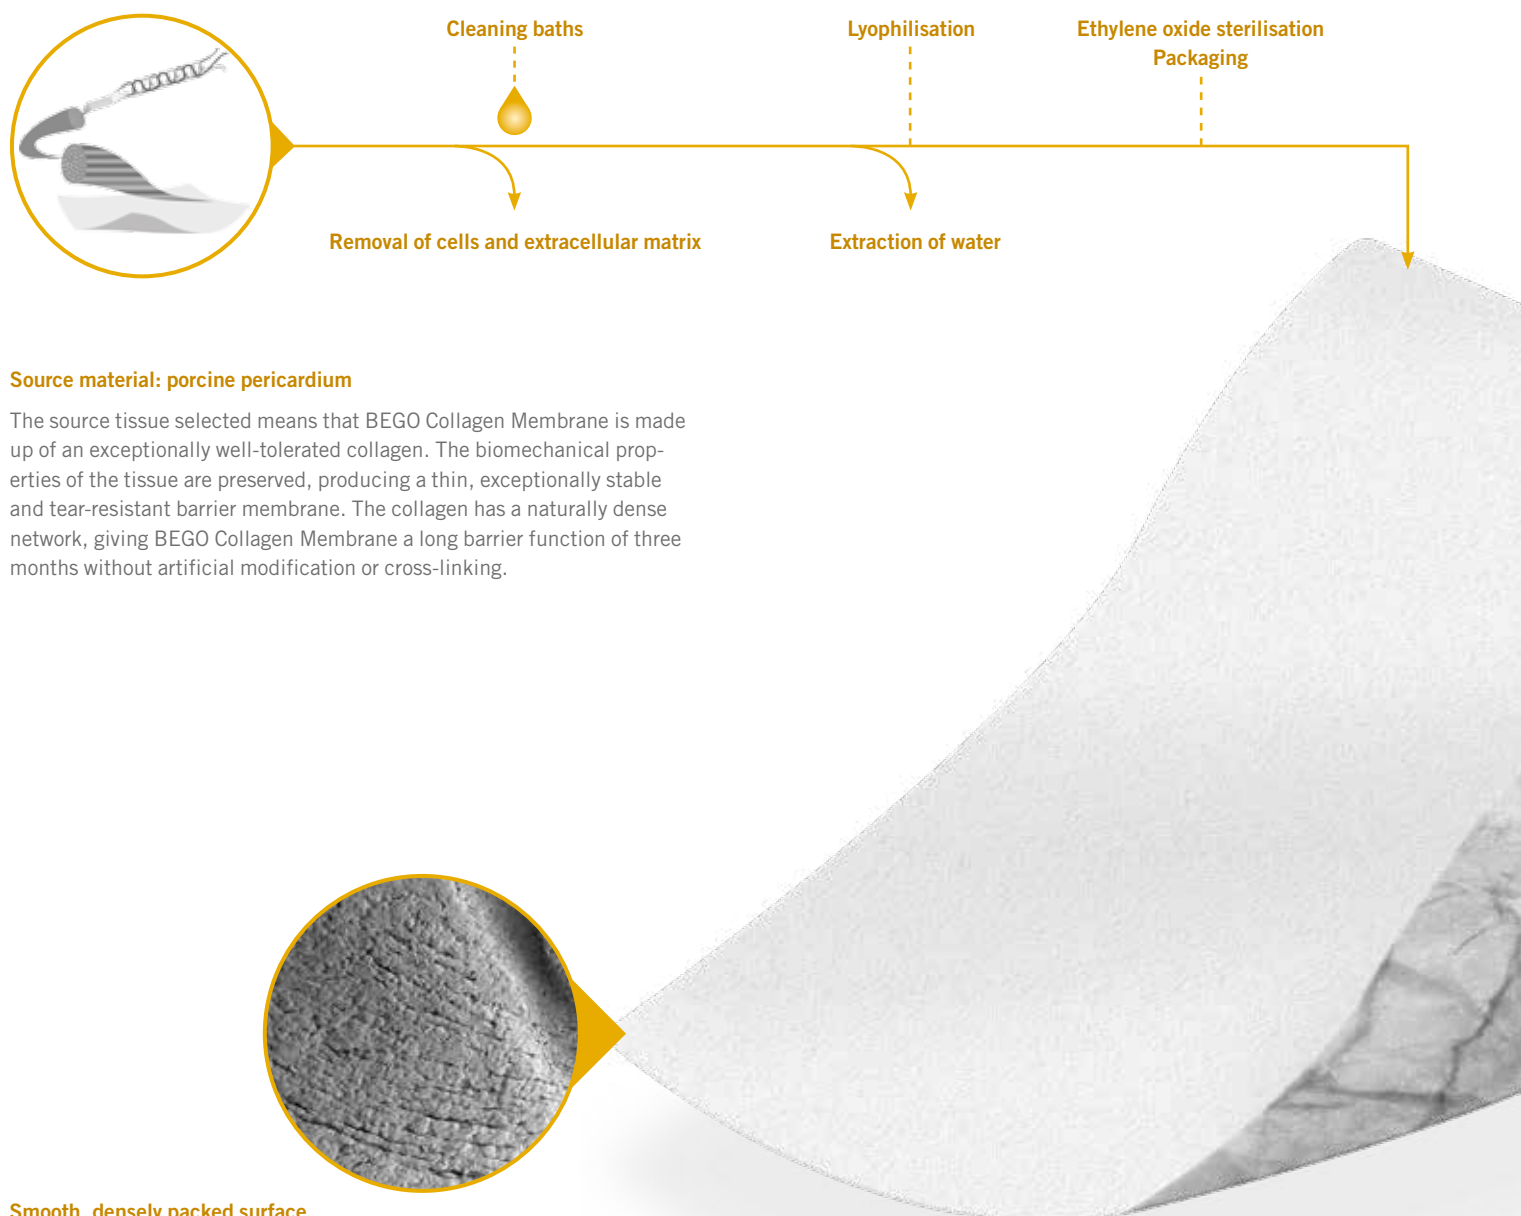 Cleaning baths
Lyophilisation
Ethylene oxide sterilisation
Packaging
Removal of cells and extracellular matrix
Extraction of water
Source material: porcine pericardium
The source tissue selected means that BEGO Collagen Membrane is made
up of an exceptionally well-tolerated collagen. The biomechanical prop-
erties of the tissue are preserved, producing a thin, exceptionally stable
and tear-resistant barrier membrane. The collagen has a naturally dense
network, giving BEGO Collagen Membrane a long barrier function of three
months without artificial modification or cross-linking.
Smooth, densely packed surface